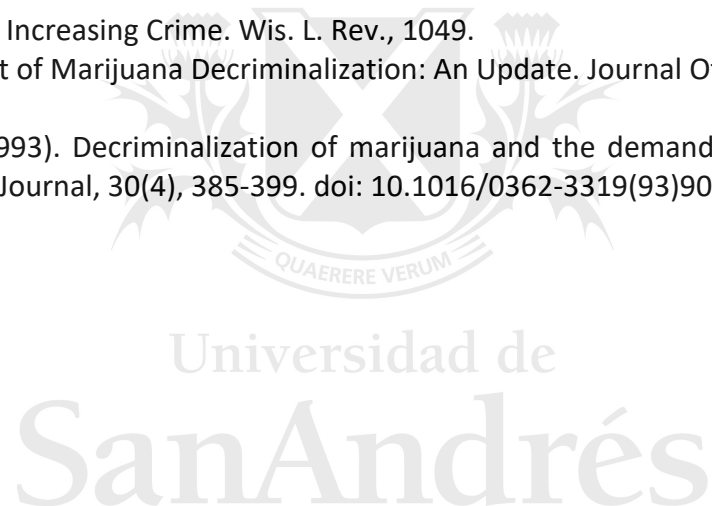 Increasing Crime. Wis. L. Rev., 1049.
t of Marijuana Decriminalization: An Update. Journal Of
993). Decriminalization of marijuana and the demand
Journal, 30(4), 385-399. doi: 10.1016/0362-3319(93)90
QUAERERE VERUM
Universidad de
SanAndrés